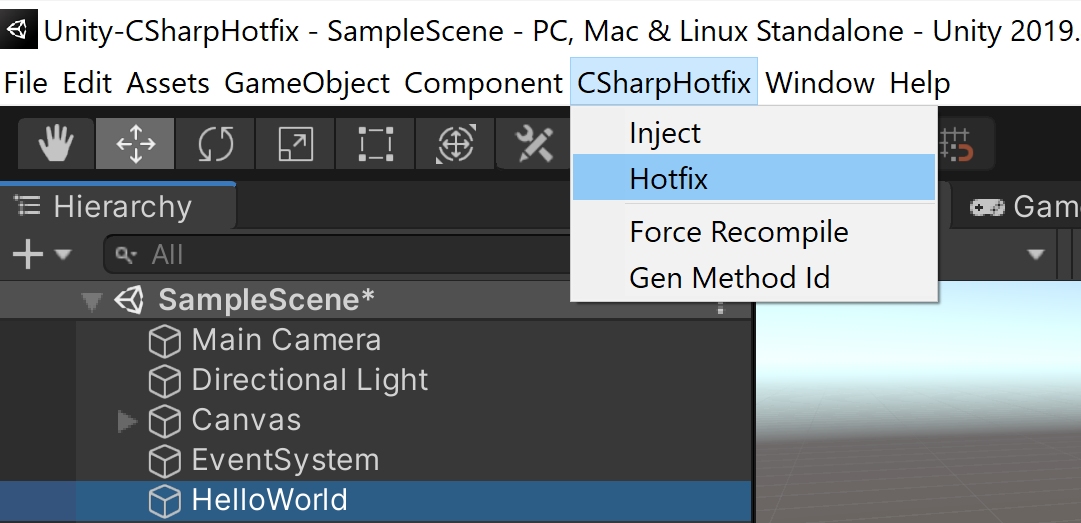 Unity-CSharpHotfix - SampleScene - PC, Mac & Linux Standalone - Unity 2019.
File Edit Assets GameObject Component CSharpHotfix Window Help
Inject
Hotfix
Force Recompile
Gen Method Id
Hierarchy
Gam
All
SampleScene*
Main Camera
Directional Light
Canvas
EventSystem
HelloWorld